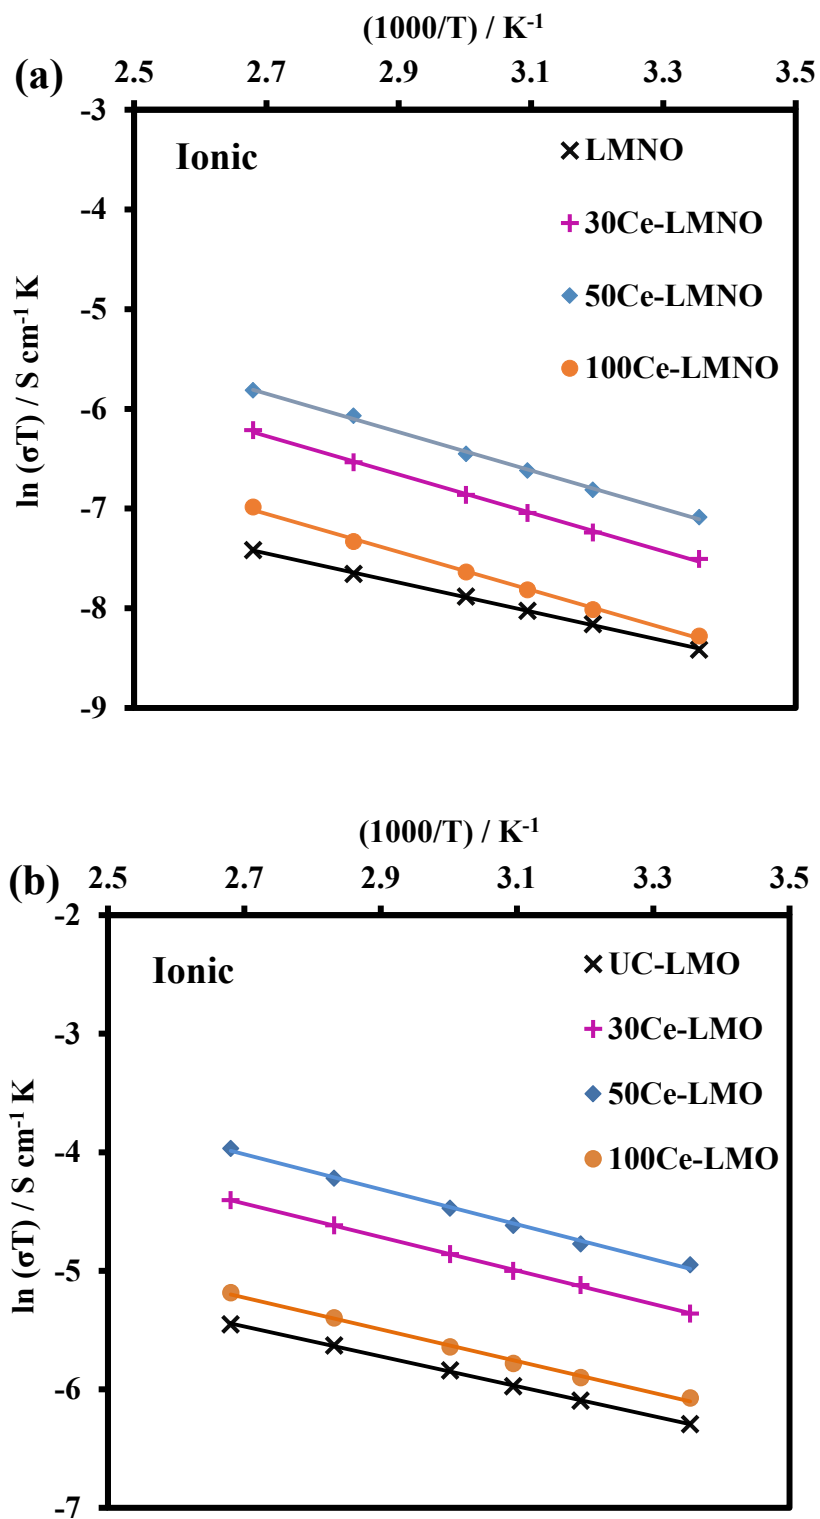 (1000/T) / K-1
(a)
2.5 2.7 2.9 3.1 3.3 3.5
-3
Ionic
LMNO
-4
30Ce-LMNO
50Ce-LMNO
-5
100Ce-LMNO
ln (σT) / S cm-1 K
-6
-7
-8
-9
(1000/T) / K-1
(b)
2.5 2.7 2.9 3.1 3.3 3.5
-2
Ionic
UC-LMO
-3
30Ce-LMO
50Ce-LMO
-4
100Ce-LMO
ln (σT) / S cm-1 K
-5
-6
-7